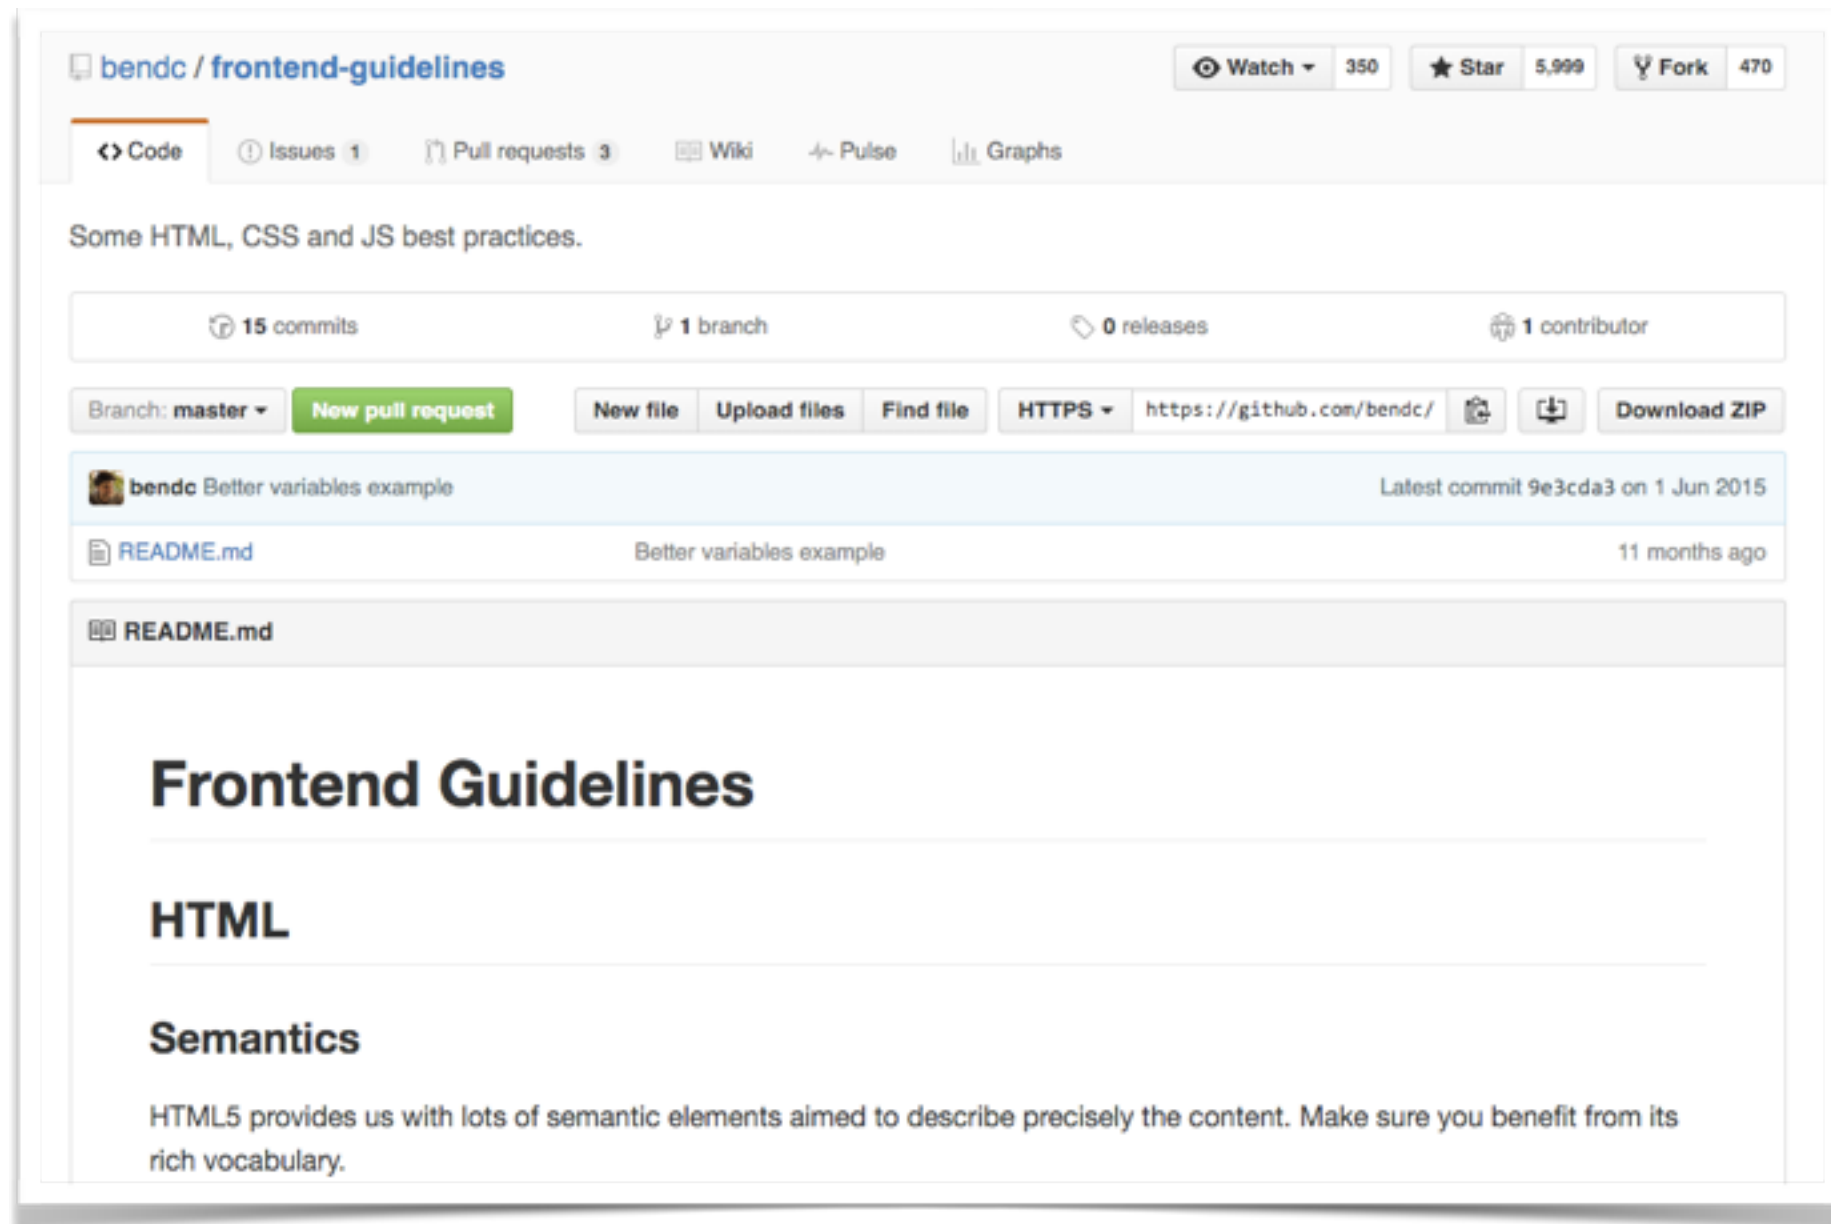 bendc / frontend-guidelines Watch 350 Star 5,999 Fork 470
Code Issues 1 Pull requests 3 Wiki Pulse Graphs
Some HTML, CSS and JS best practices.
15 commits 1 branch 0 releases 1 contributor
Branch: master New pull request New file Upload files Find file HTTPS https://github.com/bendc/ Download ZIP
bendc Better variables example Latest commit 9e3cda3 on 1 Jun 2015
README.md Better variables example 11 months ago
README.md
Frontend Guidelines
HTML
Semantics
HTML5 provides us with lots of semantic elements aimed to describe precisely the content. Make sure you benefit from its
rich vocabulary.